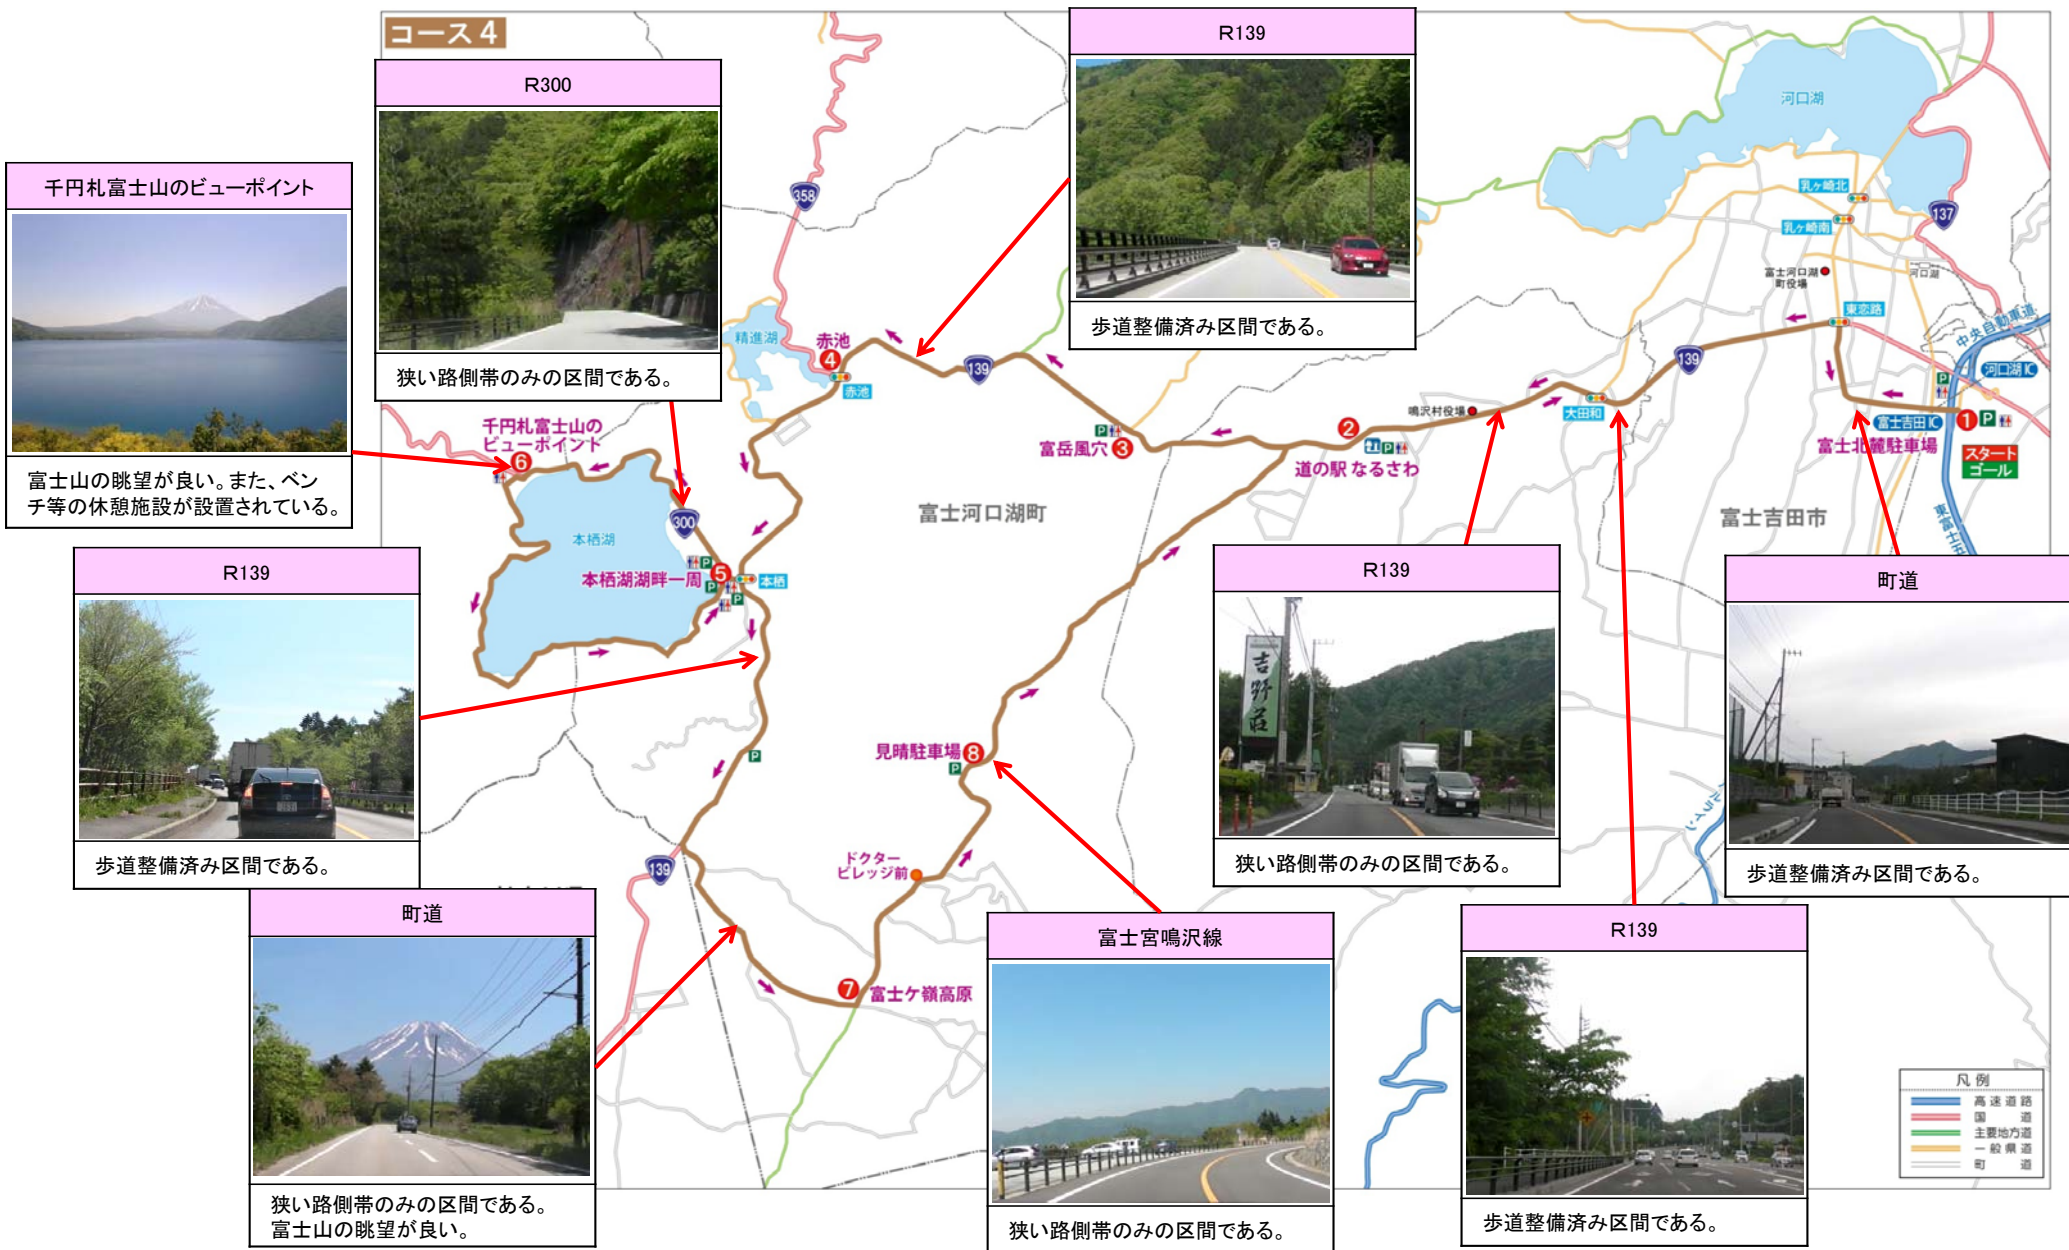 コース4
R139
歩道整備済み区間である。
R300
狭い路側帯のみの区間である。
千円札富士山のビューポイント
富士山の眺望が良い。また、ベン
チ等の休憩施設が設置されている。
河口湖
乳ヶ崎北
乳ヶ崎南
137
358
富士河口湖
町役場
河口湖
東恋路
中央自動車道
河口湖IC
139
富士吉田IC
1
P
富士北麓駐車場
スタート
ゴール
富士吉田市
精進湖
赤池
4
赤池
139
大田和
鳴沢村役場
2
P
道の駅 なるさわ
P
富岳風穴
3
富士河口湖町
千円札富士山の
ビューポイント
6
本栖湖
300
P
本栖湖湖畔一周
5
本栖
P
P
P
R139
歩道整備済み区間である。
R139
吉野荘
狭い路側帯のみの区間である。
町道
歩道整備済み区間である。
見晴駐車場
8
P
ドクター
ビレッジ前
139
7
富士ケ嶺高原
町道
狭い路側帯のみの区間である。
富士山の眺望が良い。
富士宮鳴沢線
狭い路側帯のみの区間である。
R139
歩道整備済み区間である。
凡例
高速道路
国道
主要地方道
一般県道
町道